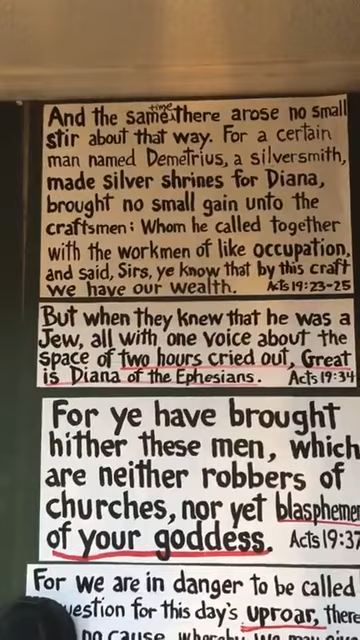 And the same time there arose no small
stir about that way. For a certain
man named Demetrius, a silversmith,
made silver shrines for Diana,
brought no small gain unto the
craftsmen: Whom he called together
with the workmen of like occupation,
and said, Sirs, ye know that by this craft
we have our wealth. Acts 19:23-25
But when they knew that he was a
Jew, all with one voice about the
space of two hours cried out, Great
is Diana of the Ephesians. Acts 19:34
For ye have brought
hither these men, which
are neither robbers of
churches, nor yet blaspheme
of your goddess. Acts 19:37
For we are in danger to be called
uestion for this day's uproar, there
no cause whereby we may